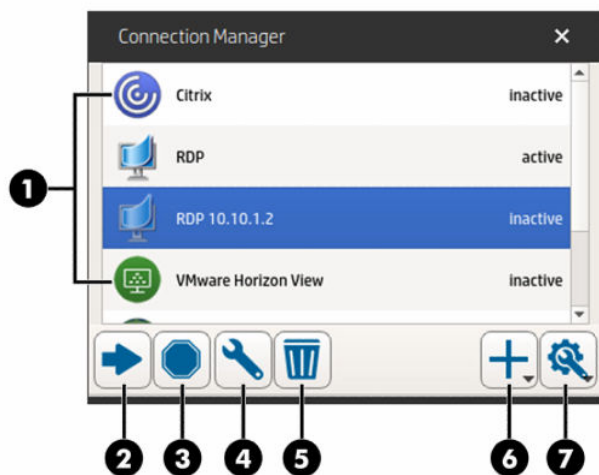 Connection Manager
Citrix inactive
RDP active
1
RDP 10.10.1.2 inactive
VMware Horizon View inactive
2 3 4 5 6 7